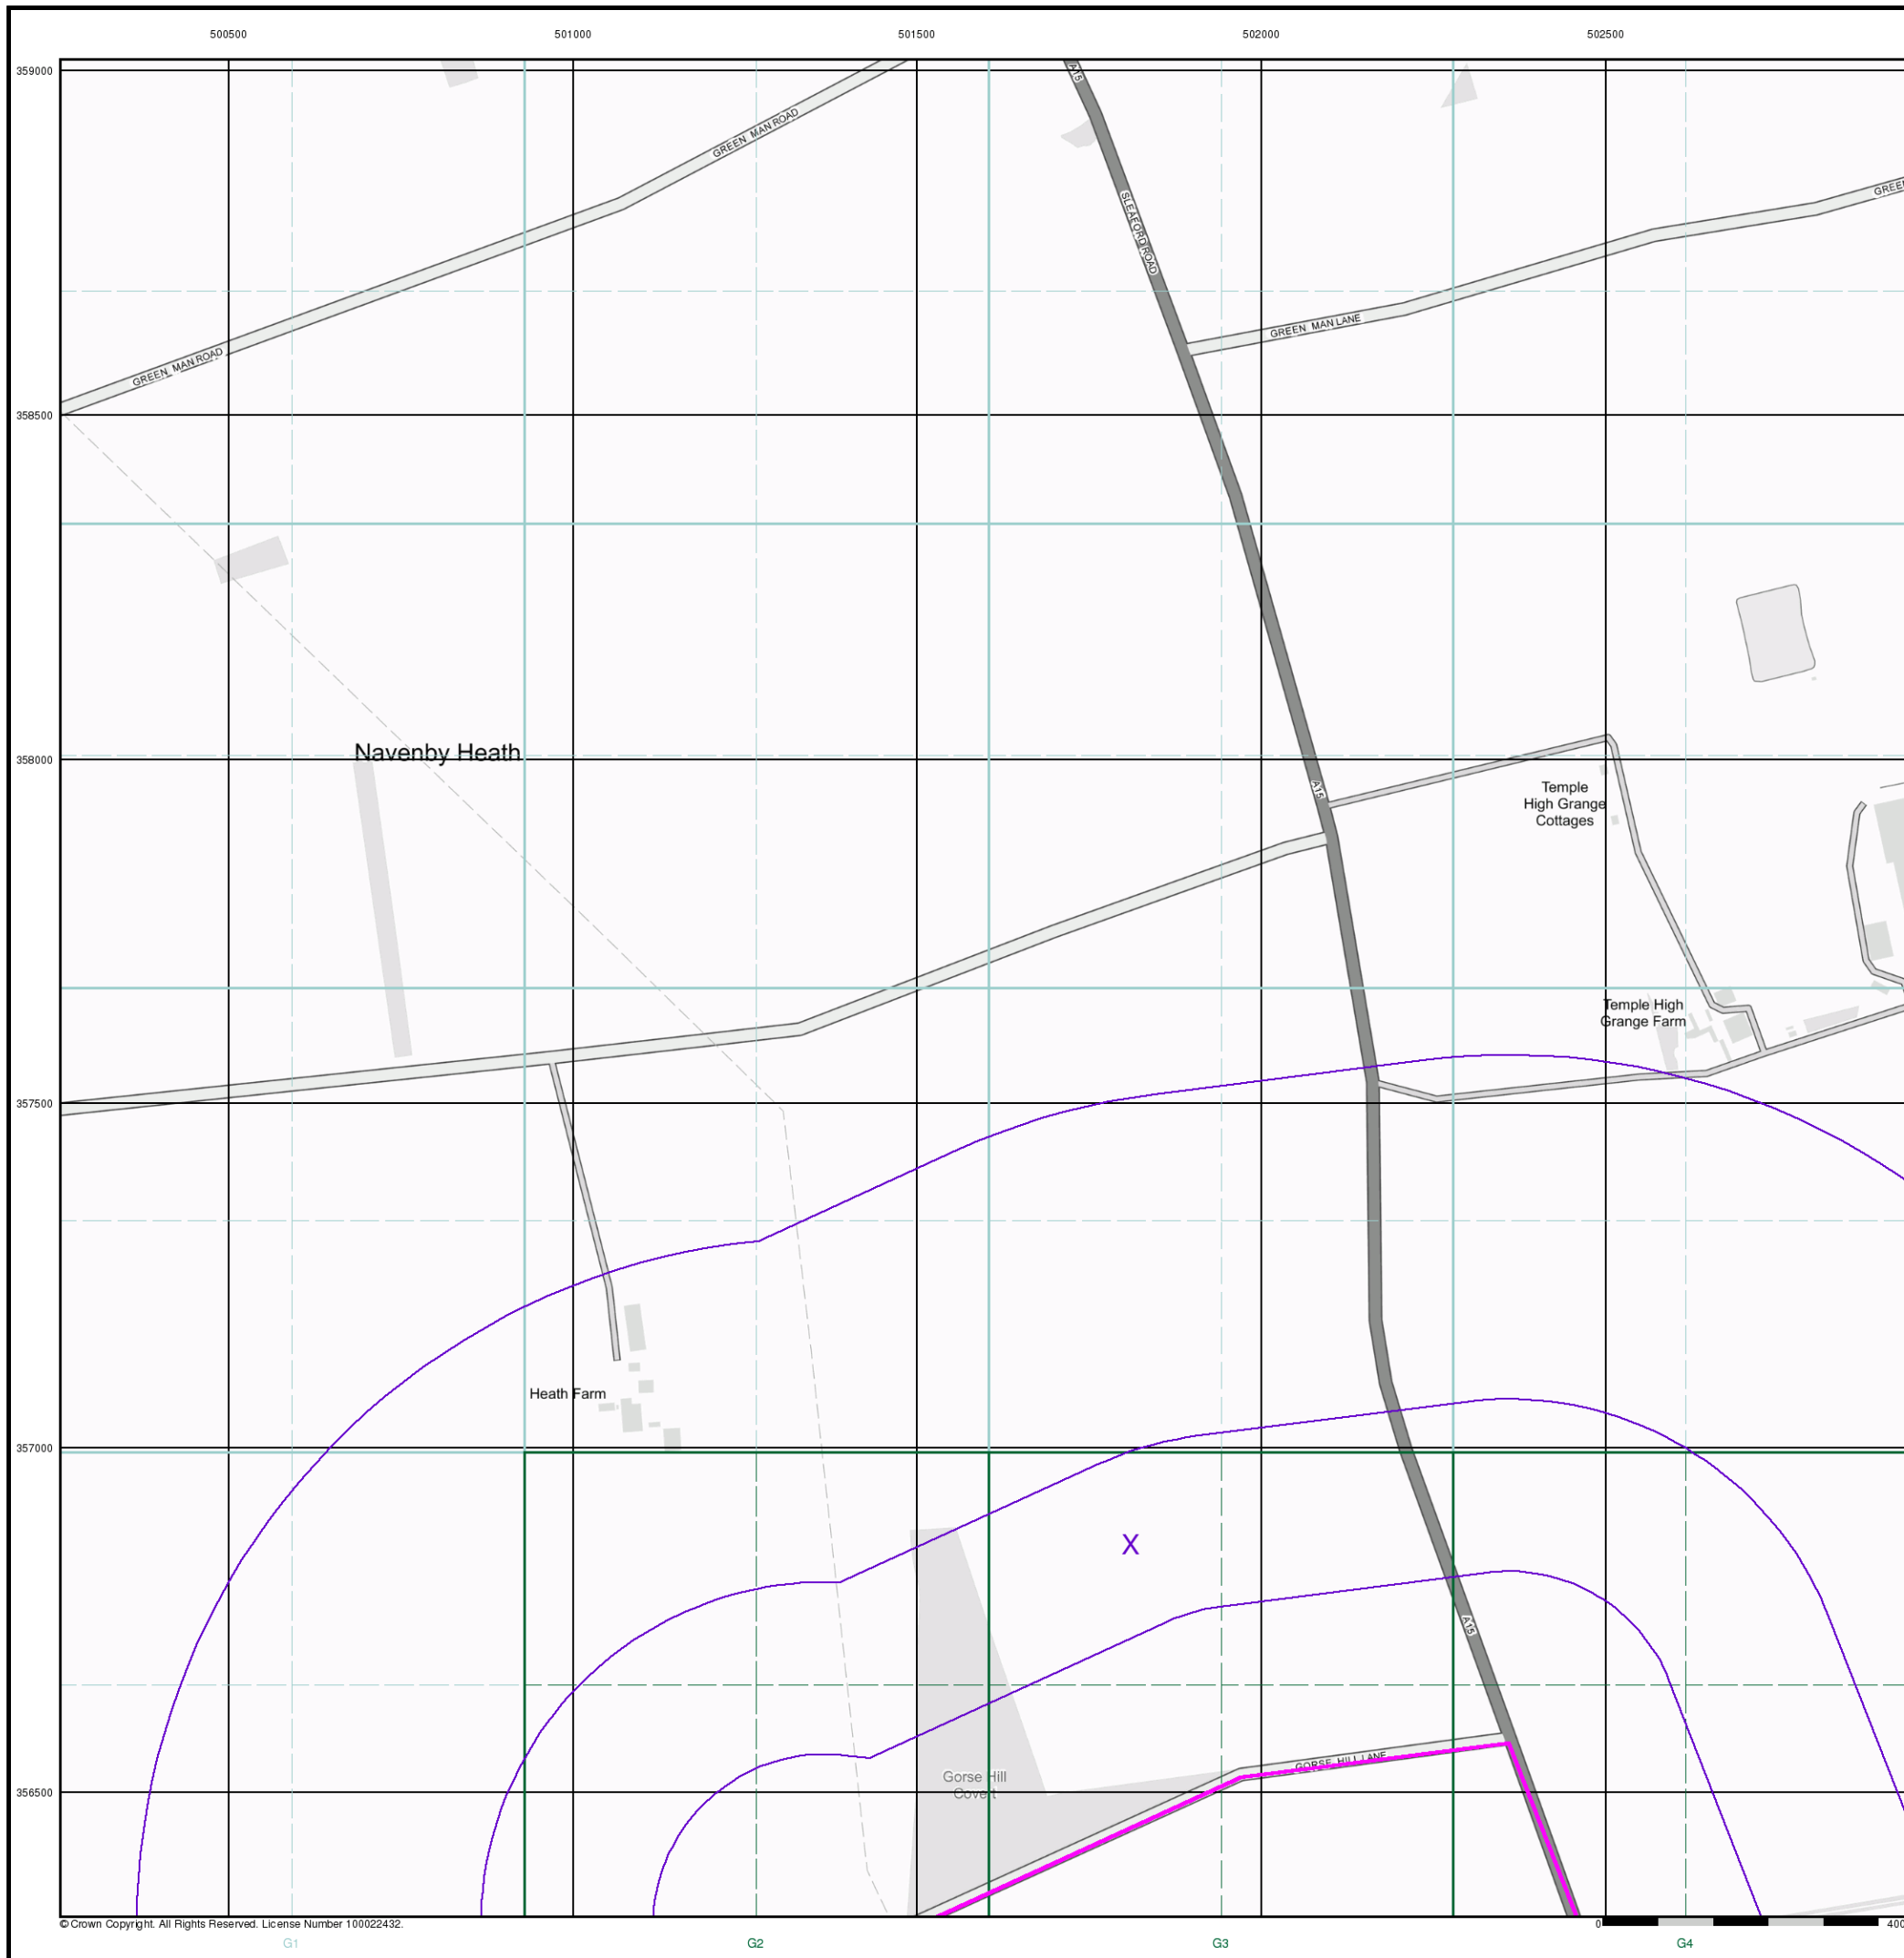 500500 501000 501500 502000 502500
359000
A15
GREEN MAN ROAD
GREEN
SLEAFORD ROAD
GREEN MAN LANE
GREEN MAN ROAD
358500
Navenby Heath
358000
A15
Temple
High Grange
Cottages
Temple High
Grange Farm
357500
Heath Farm
357000
X
A15
GORSE HILL LANE
Gorse Hill
Covert
356500
© Crown Copyright. All Rights Reserved. License Number 100022432.
0 400
G1 G2 G3 G4